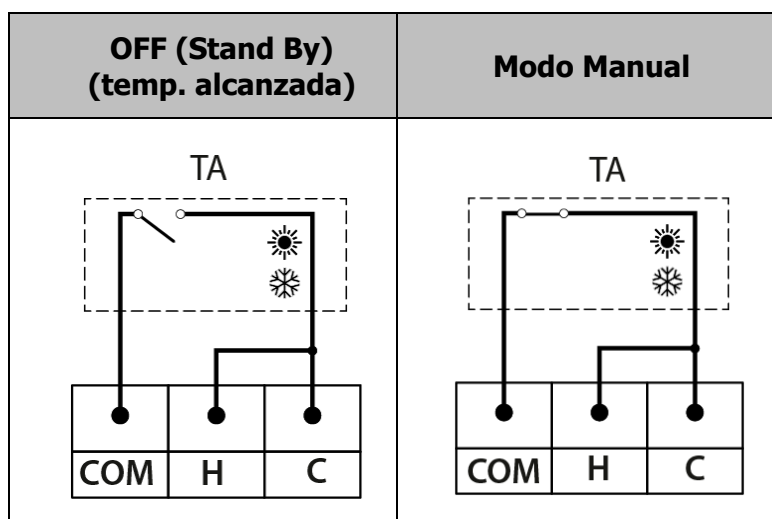 OFF (Stand By)
(temp. alcanzada)
Modo Manual
TA
COM H C
TA
COM H C